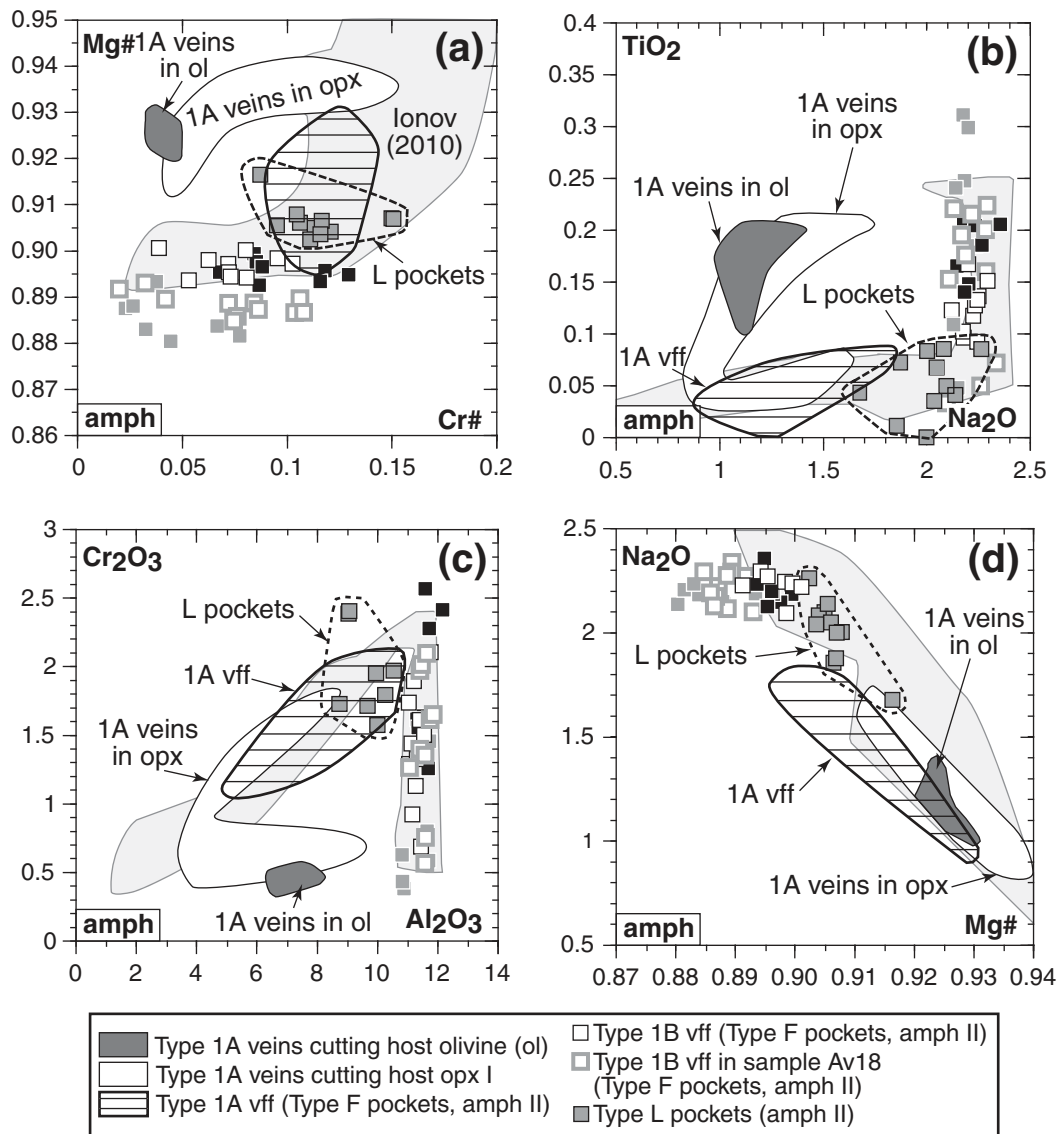 0.95
0.94
0.93
0.92
0.91
0.90
0.89
0.88
0.87
0.86
0
0.05
0.1
0.15
0.2
Mg#
1A veins
in ol
1A veins in opx
(a)
Ionov
(2010)
L pockets
amph
Cr#
0.4
0.35
0.3
0.25
0.2
0.15
0.1
0.05
0
0.5
1
1.5
2
2.5
TiO2
(b)
1A veins
in opx
1A veins in ol
L pockets
1A vff
amph
Na2O
3
2.5
2
1.5
1
0.5
0
0
2
4
6
8
10
12
14
Cr2O3
(c)
L pockets
1A vff
1A veins
in opx
1A veins in ol
amph
Al2O3
2.5
2
1.5
1
0.5
0.87
0.88
0.89
0.90
0.91
0.92
0.93
0.94
Na2O
(d)
1A veins
in ol
L pockets
1A vff
1A veins in opx
amph
Mg#
Type 1A veins cutting host olivine (ol)
Type 1A veins cutting host opx I
Type 1A vff (Type F pockets, amph II)
Type 1B vff (Type F pockets, amph II)
Type 1B vff in sample Av18
(Type F pockets, amph II)
Type L pockets (amph II)